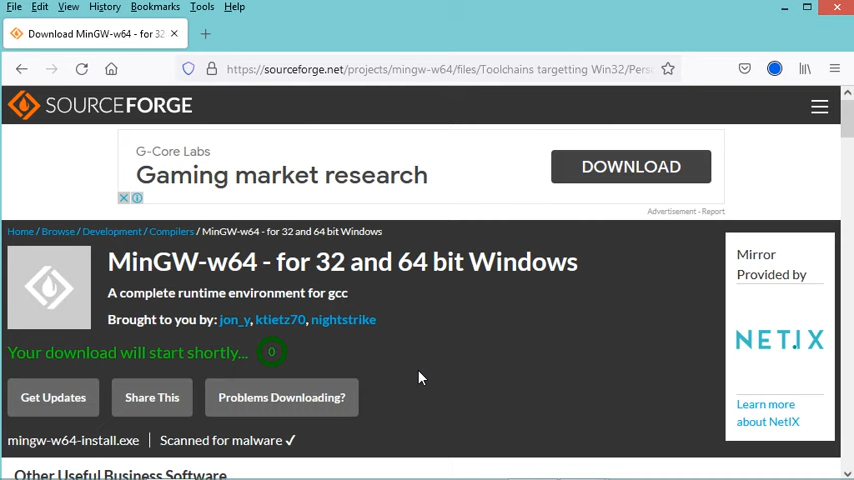 File Edit View History Bookmarks Tools Help
Download MinGW-w64 - for 32
https://sourceforge.net/projects/mingw-w64/files/Toolchains targetting Win32/Perso
SOURCEFORGE
G-Core Labs
Gaming market research
DOWNLOAD
Advertisement - Report
Home / Browse / Development / Compilers / MinGW-w64 - for 32 and 64 bit Windows
MinGW-w64 - for 32 and 64 bit Windows
A complete runtime environment for gcc
Brought to you by: jon_y, ktietz70, nightstrike
Your download will start shortly... 0
Get Updates Share This Problems Downloading?
mingw-w64-install.exe Scanned for malware ✓
Mirror
Provided by
NETIX
Learn more
about NetIX
Other Useful Business Software